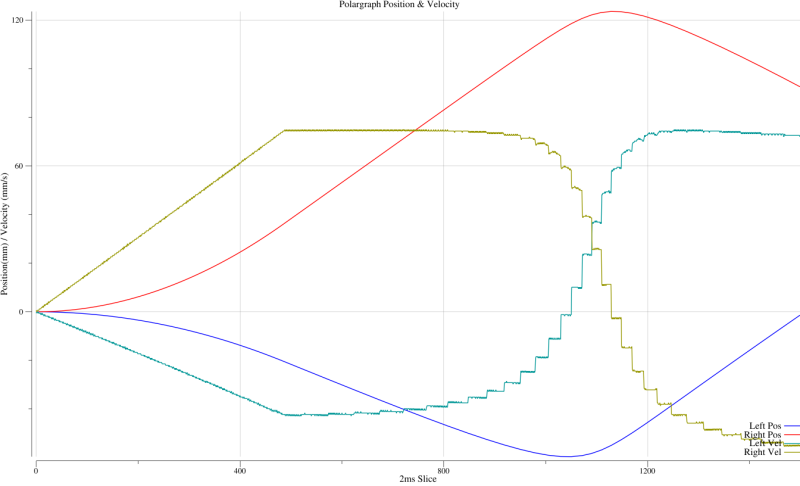 Polargraph Position & Velocity
120
60
0
Position(mm) / Velocity (mm/s)
0
400
800
1200
2ms Slice
Left Pos
Right Pos
Left Vel
Right Vel